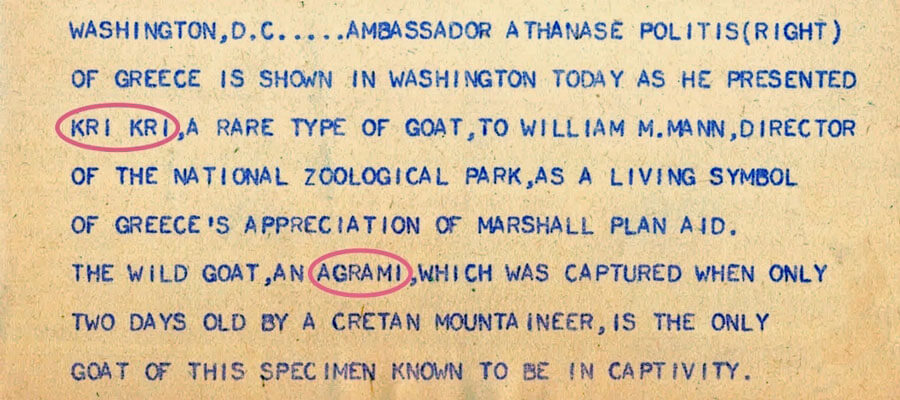 WASHINGTON,D.C.....AMBASSADOR ATHANASE POLITIS(RIGHT)
OF GREECE IS SHOWN IN WASHINGTON TODAY AS HE PRESENTED
KRI KRI,A RARE TYPE OF GOAT,TO WILLIAM M.MANN,DIRECTOR
OF THE NATIONAL ZOOLOGICAL PARK,AS A LIVING SYMBOL
OF GREECE'S APPRECIATION OF MARSHALL PLAN AID.
THE WILD GOAT,AN AGRAMI,WHICH WAS CAPTURED WHEN ONLY
TWO DAYS OLD BY A CRETAN MOUNTAINEER,IS THE ONLY
GOAT OF THIS SPECIMEN KNOWN TO BE IN CAPTIVITY.